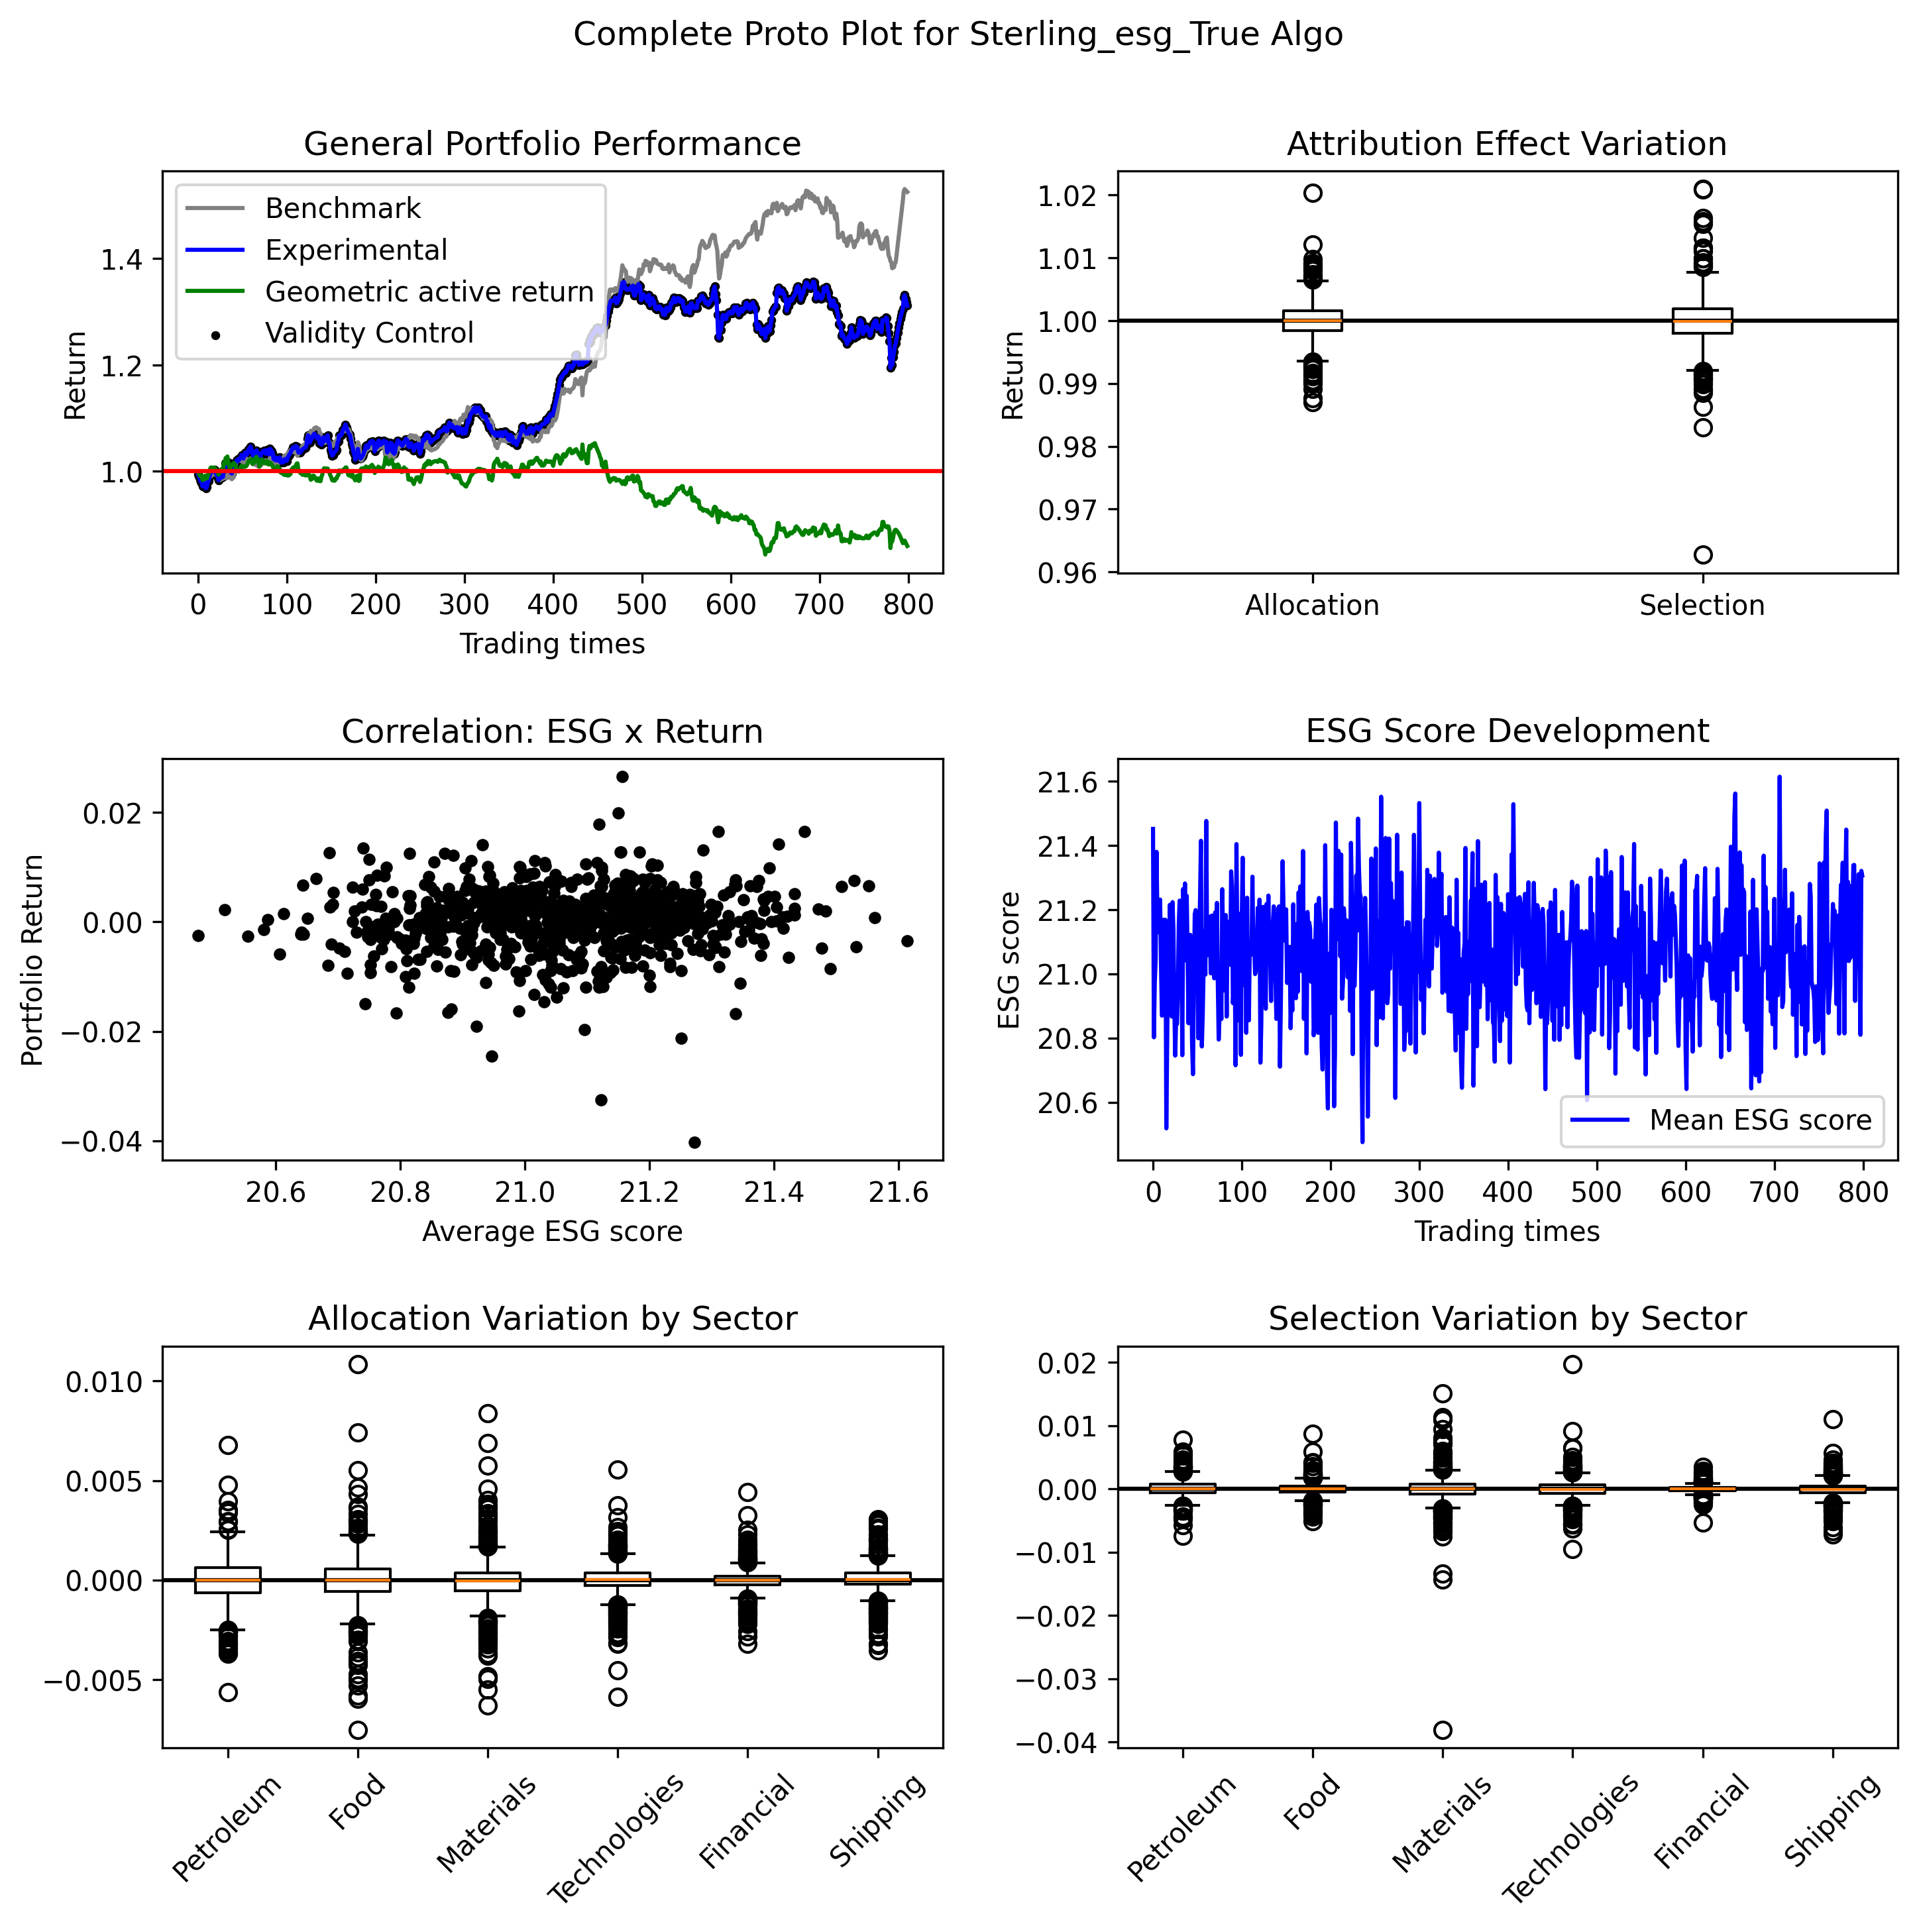 Complete Proto Plot for Sterling_esg_True Algo
General Portfolio Performance
Return
1.4
1.2
1.0
Benchmark
Experimental
Geometric active return
Validity Control
0 100 200 300 400 500 600 700 800
Trading times
Attribution Effect Variation
Return
1.02
1.01
1.00
0.99
0.98
0.97
0.96
Allocation Selection
Correlation: ESG x Return
Portfolio Return
0.02
0.00
−0.02
−0.04
20.6 20.8 21.0 21.2 21.4 21.6
Average ESG score
ESG Score Development
ESG score
21.6
21.4
21.2
21.0
20.8
20.6
Mean ESG score
0 100 200 300 400 500 600 700 800
Trading times
Allocation Variation by Sector
0.010
0.005
0.000
−0.005
Petroleum Food Materials Technologies Financial Shipping
Selection Variation by Sector
0.02
0.01
0.00
−0.01
−0.02
−0.03
−0.04
Petroleum Food Materials Technologies Financial Shipping